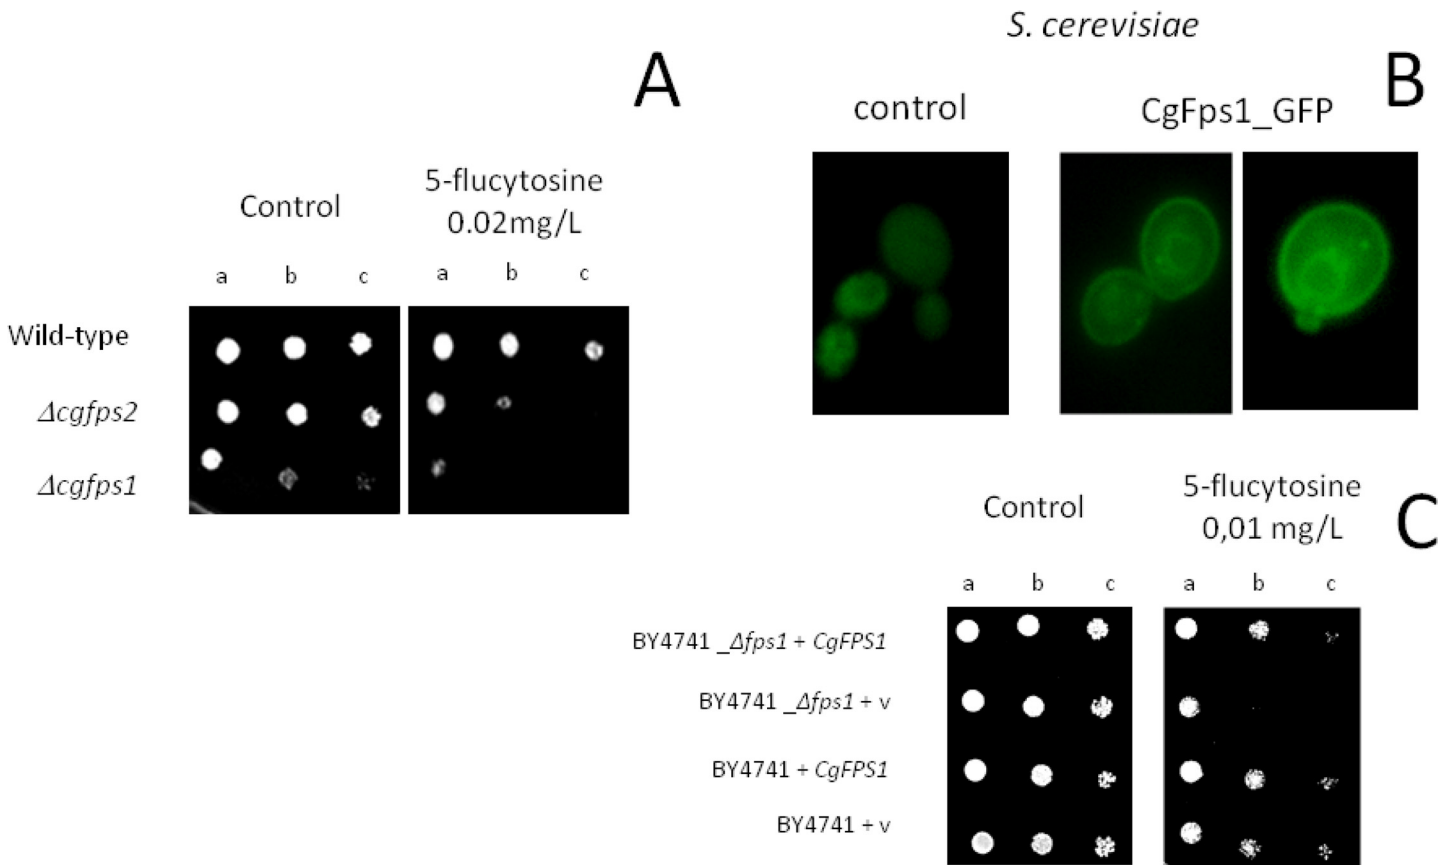 A
Control
5-flucytosine
0.02mg/L
a b c a b c
Wild-type
Δcgfps2
Δcgfps1
S. cerevisiae
B
control CgFps1_GFP
C
Control
5-flucytosine
0,01 mg/L
a b c a b c
BY4741 _Δfps1 + CgFPS1
BY4741 _Δfps1 + v
BY4741 + CgFPS1
BY4741 + v